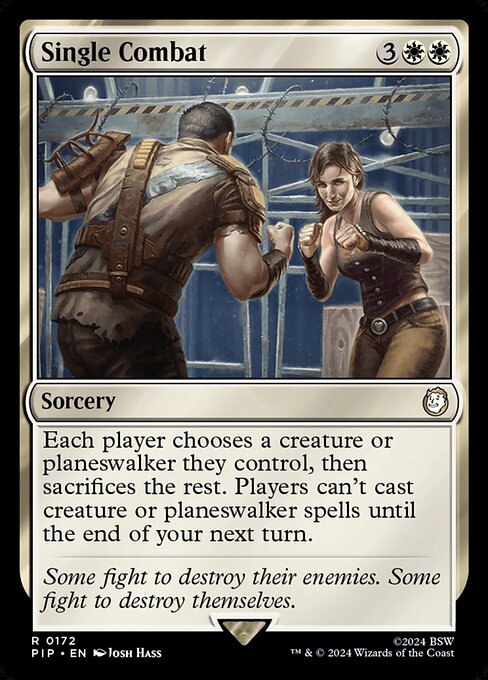 Single Combat 3
Sorcery
Each player chooses a creature or
planeswalker they control, then
sacrifices the rest. Players can't cast
creature or planeswalker spells until
the end of your next turn.
Some fight to destroy their enemies. Some
fight to destroy themselves.
R 0172 ©2024 BSW
PIP • EN Josh Hass ™ & © 2024 Wizards of the Coast